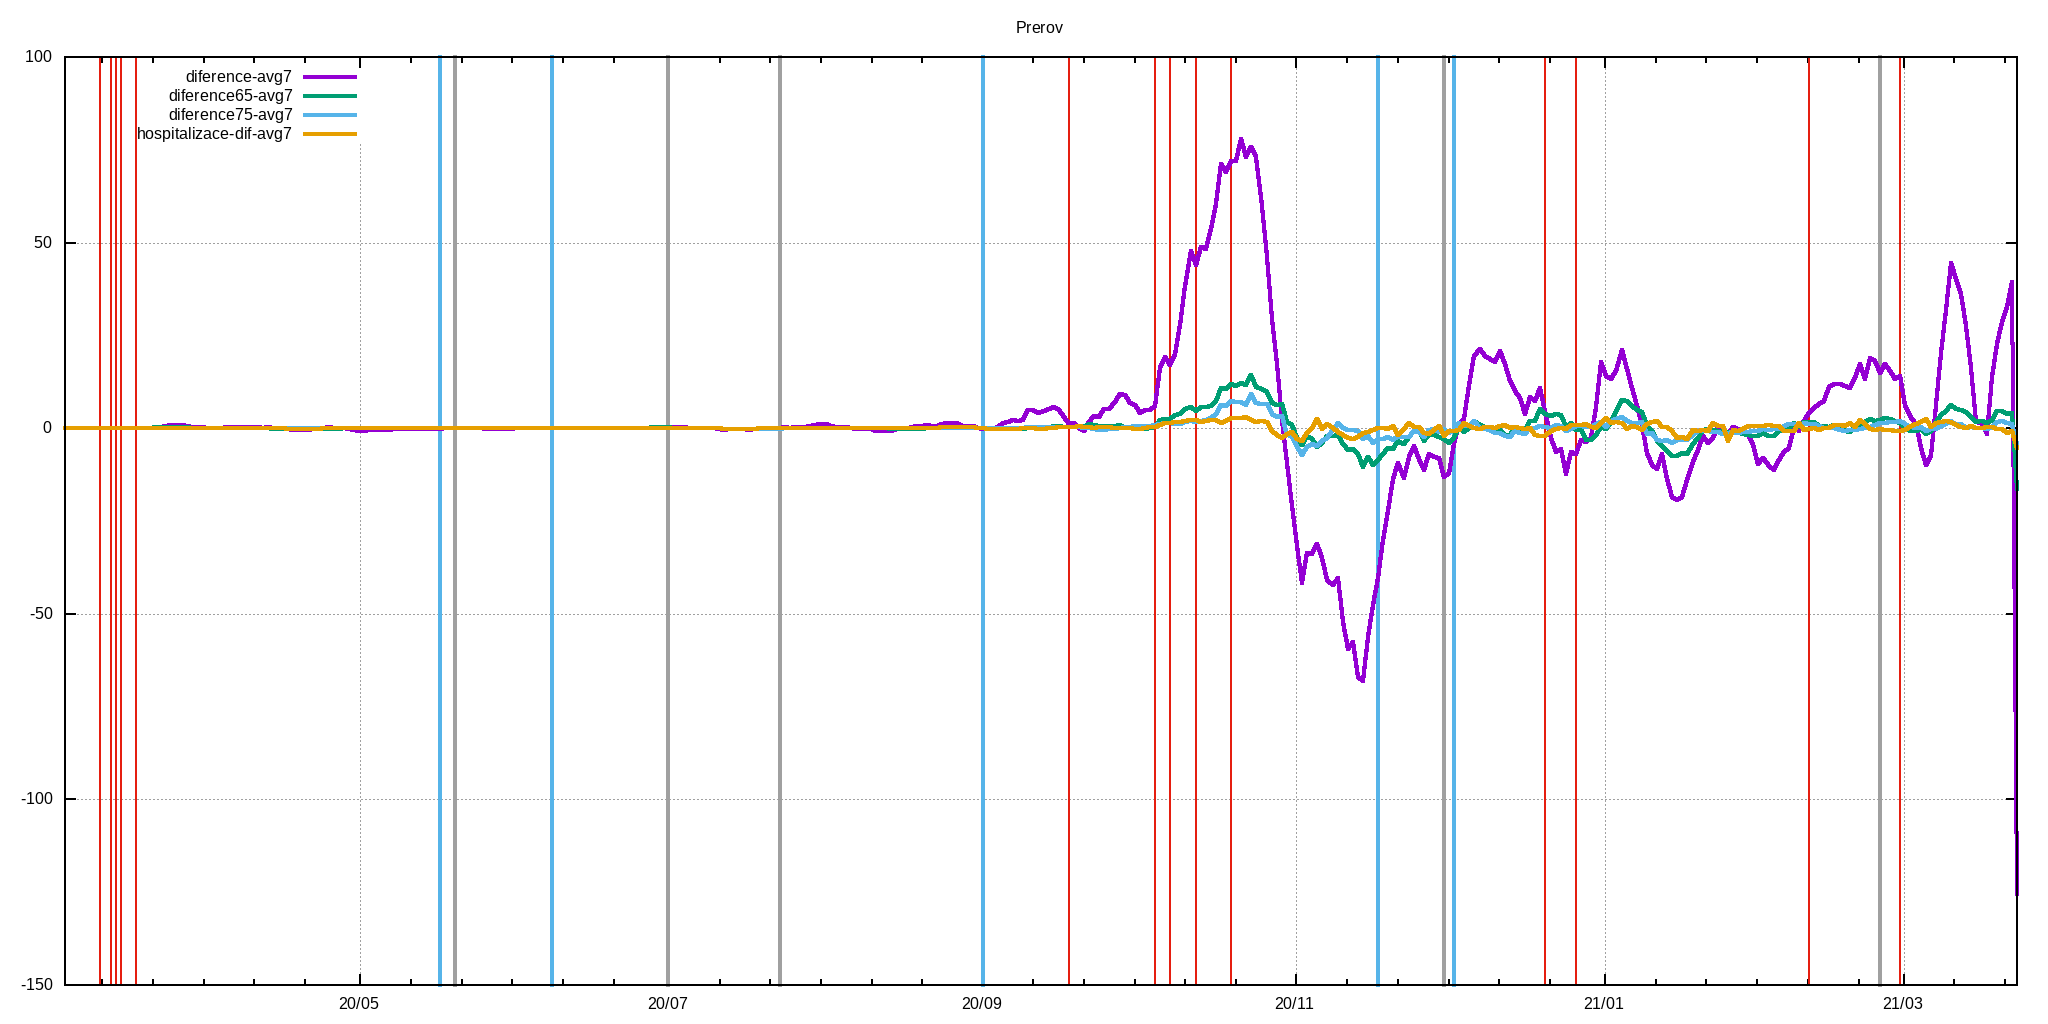 Prerov
100
diference-avg7
diference65-avg7
diference75-avg7
hospitalizace-dif-avg7
50
0
-50
-100
-150
20/05 20/07 20/09 20/11 21/01 21/03